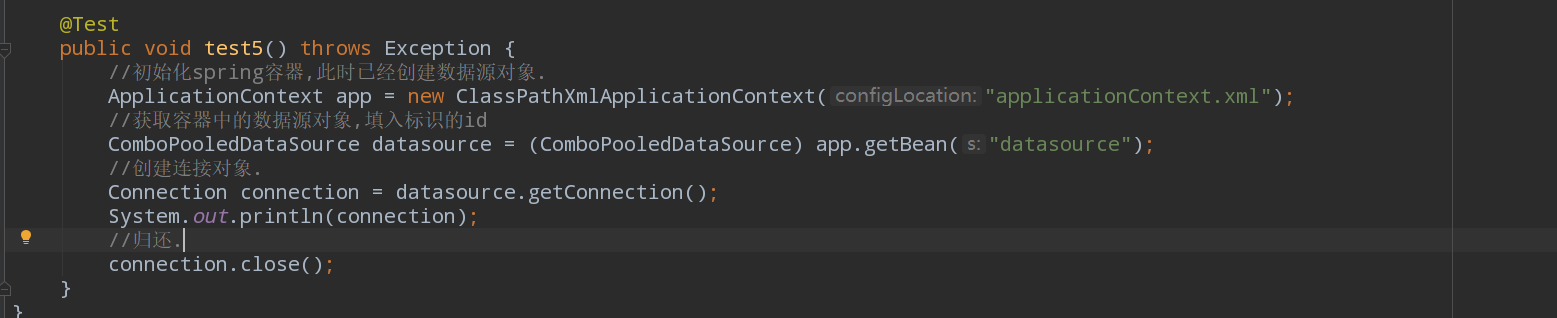 @Test
public void test5() throws Exception {
//初始化spring容器,此时已经创建数据源对象.
ApplicationContext app = new ClassPathXmlApplicationContext( configLocation: "applicationContext.xml");
//获取容器中的数据源对象,填入标识的id
ComboPooledDataSource datasource = (ComboPooledDataSource) app.getBean( s: "datasource");
//创建连接对象.
Connection connection = datasource.getConnection();
System.out.println(connection);
//归还.
connection.close();
}
}